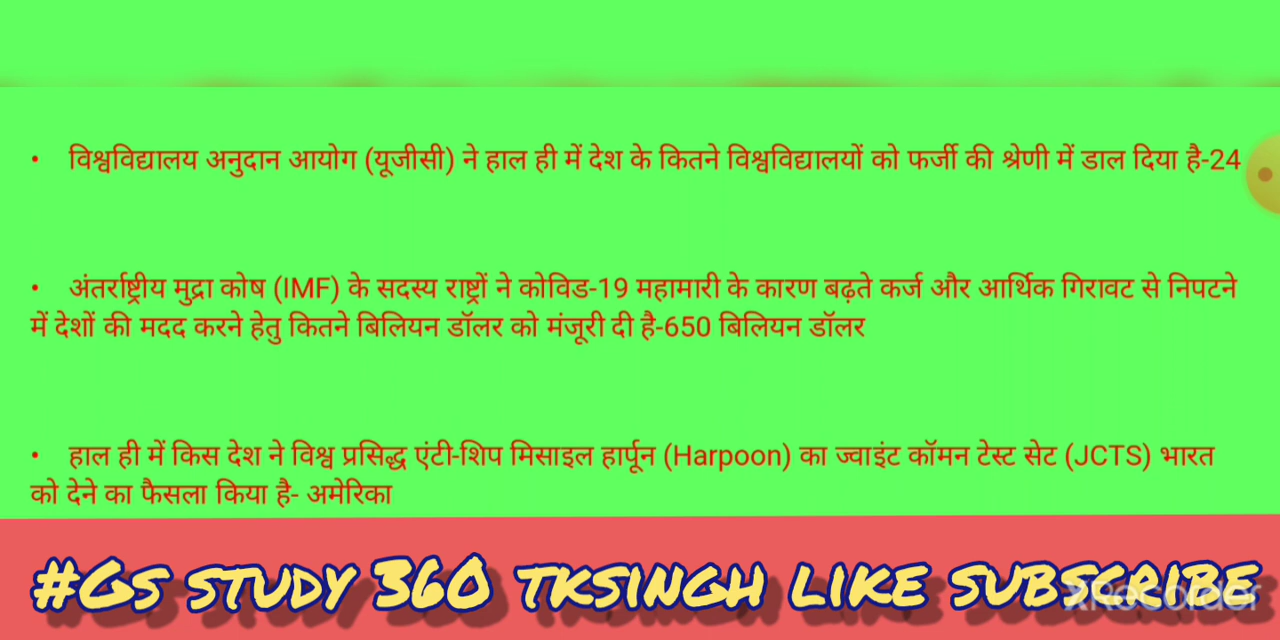 • विश्वविद्यालय अनुदान आयोग (यूजीसी) ने हाल ही में देश के कितने विश्वविद्यालयों को फर्जी की श्रेणी में डाल दिया है-24
• अंतर्राष्ट्रीय मुद्रा कोष (IMF) के सदस्य राष्ट्रों ने कोविड-19 महामारी के कारण बढ़ते कर्ज और आर्थिक गिरावट से निपटने
में देशों की मदद करने हेतु कितने बिलियन डॉलर को मंजूरी दी है-650 बिलियन डॉलर
• हाल ही में किस देश ने विश्व प्रसिद्ध एंटी-शिप मिसाइल हार्पून (Harpoon) का ज्वाइंट कॉमन टेस्ट सेट (JCTS) भारत
को देने का फैसला किया है- अमेरिका
#Gs study 360 tksingh like subscribe
XRecorder